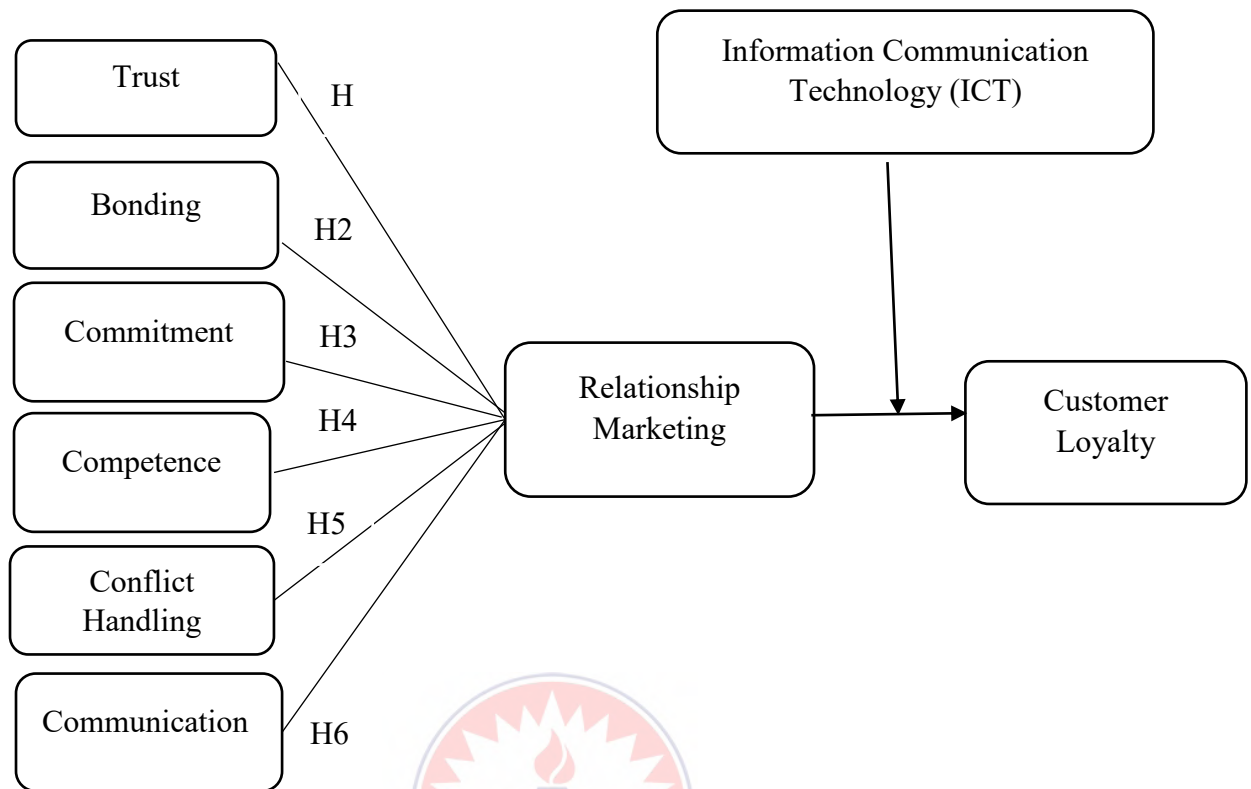 Trust
H
Information Communication
Technology (ICT)
Bonding
H2
Commitment
H3
Competence
H4
Relationship
Marketing
Customer
Loyalty
Conflict
Handling
H5
Communication
H6